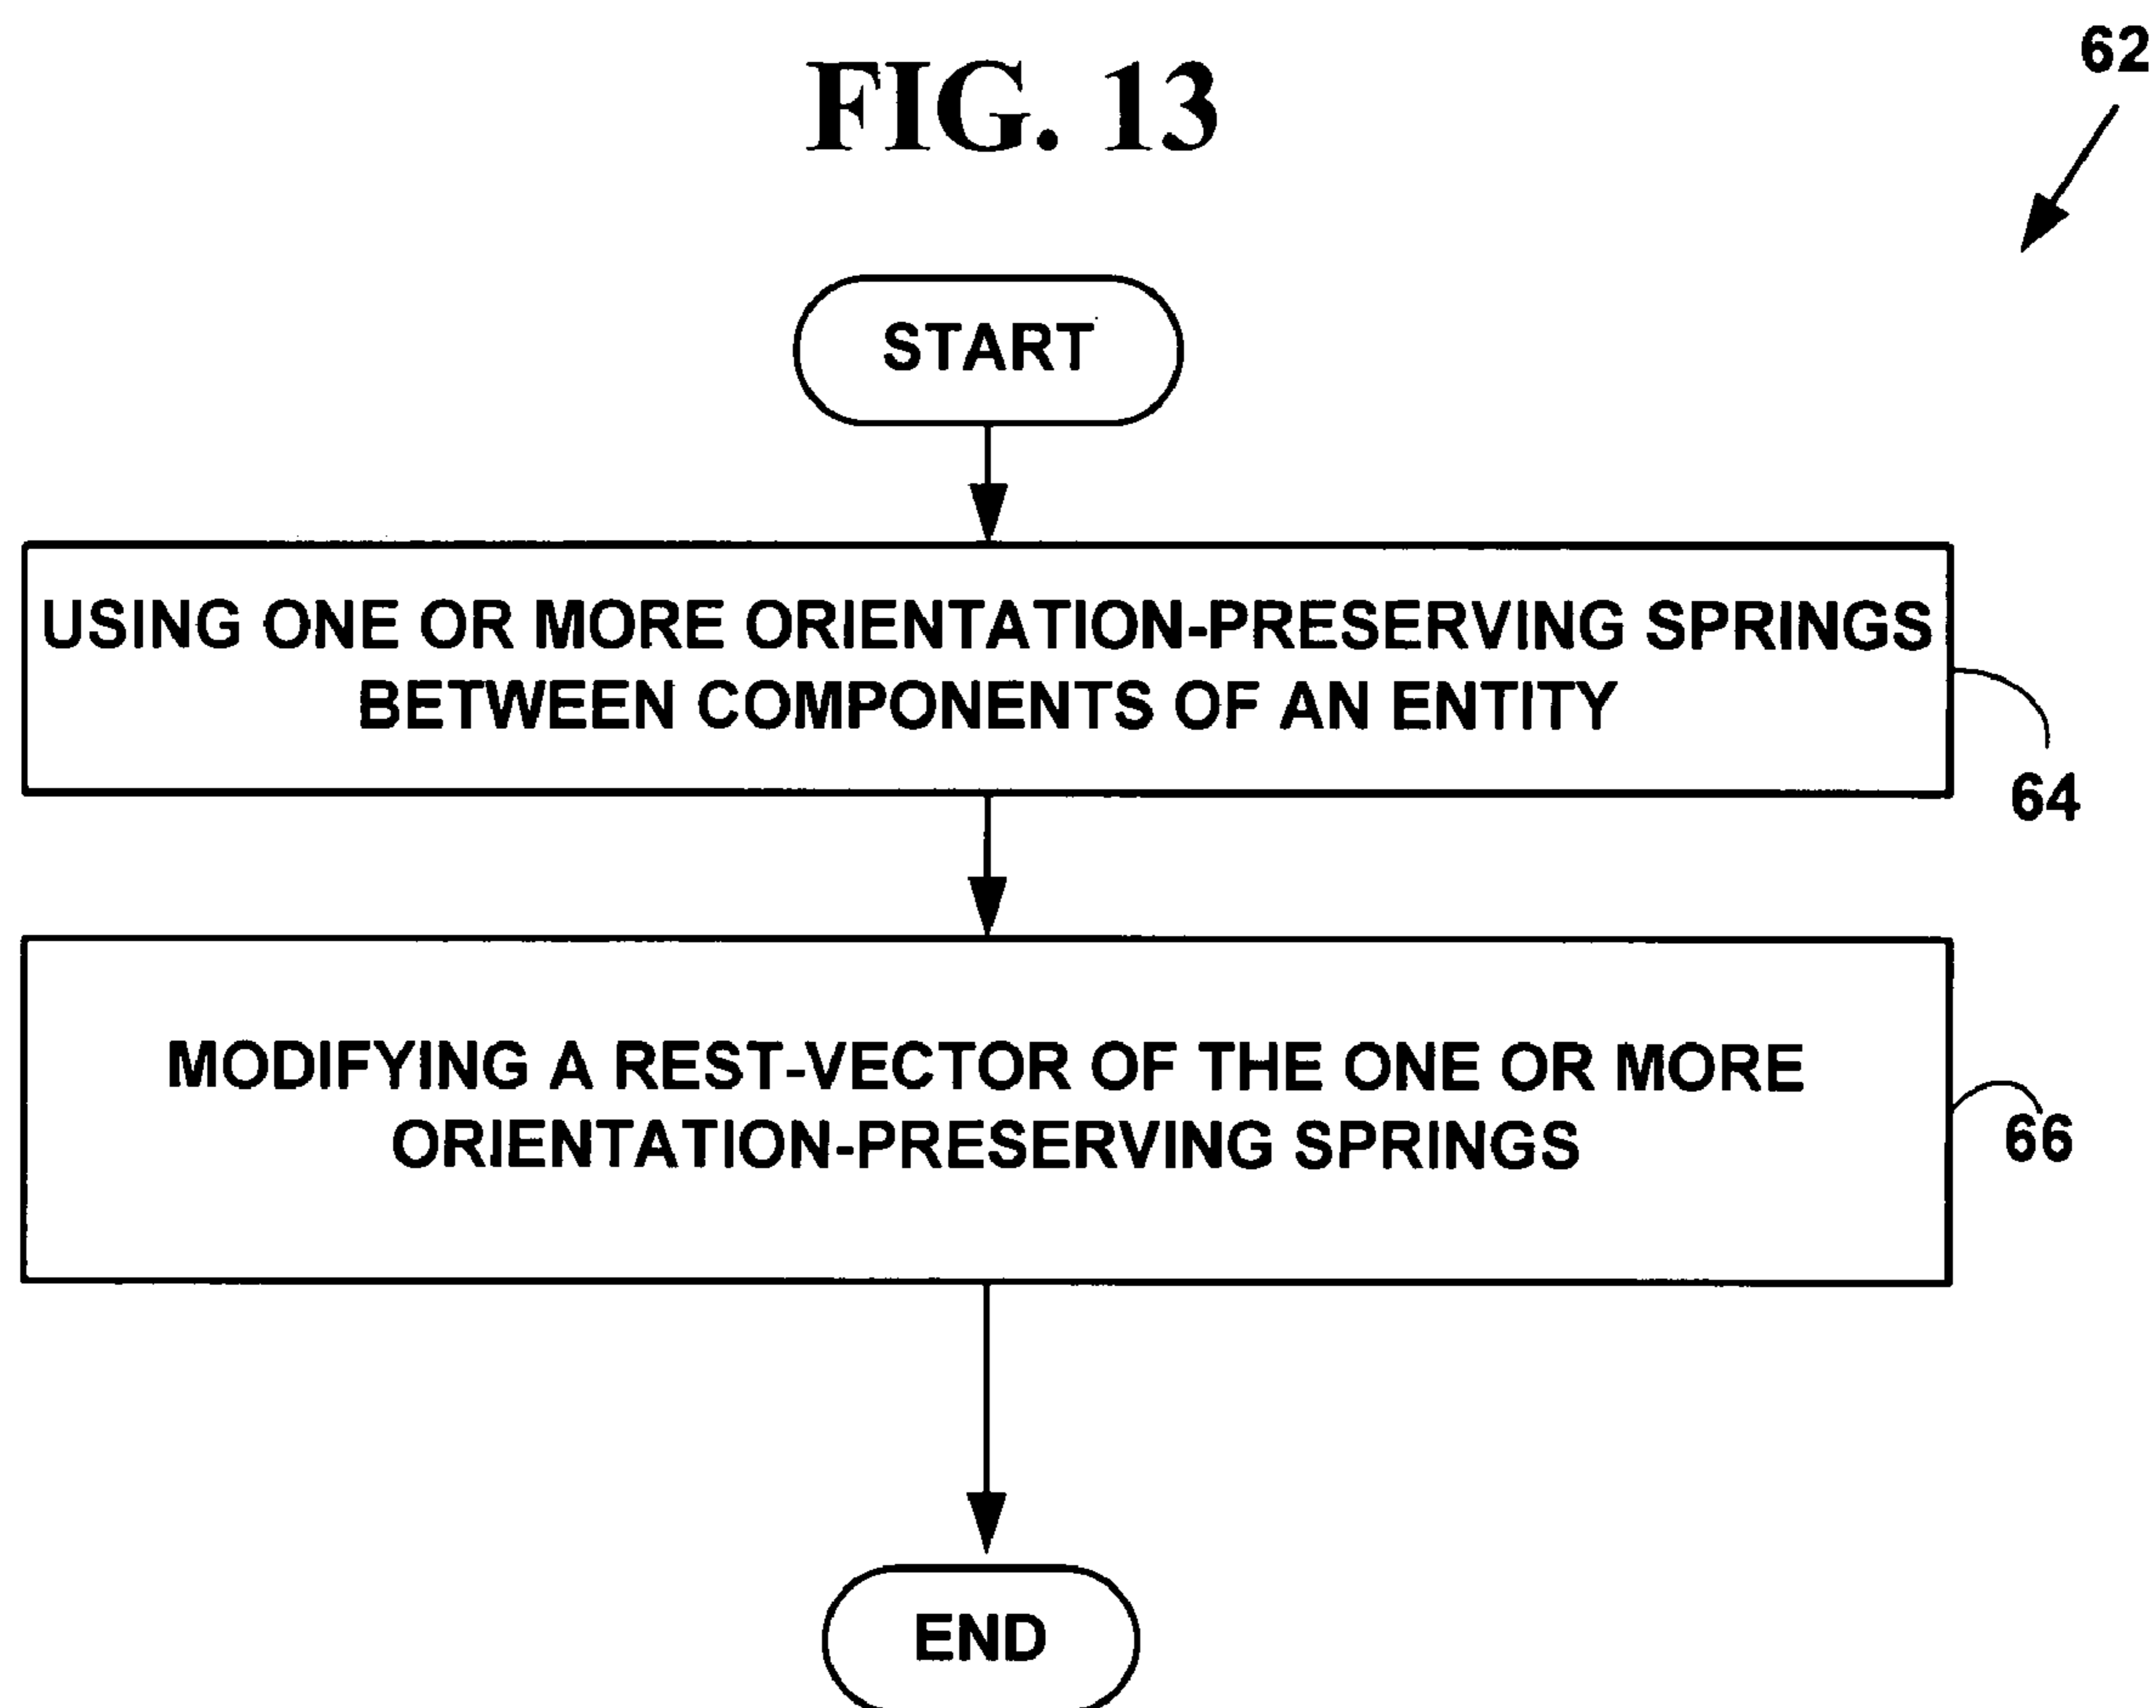 62
FIG. 13
START
USING ONE OR MORE ORIENTATION-PRESERVING SPRINGS
BETWEEN COMPONENTS OF AN ENTITY
64
MODIFYING A REST-VECTOR OF THE ONE OR MORE
ORIENTATION-PRESERVING SPRINGS
66
END